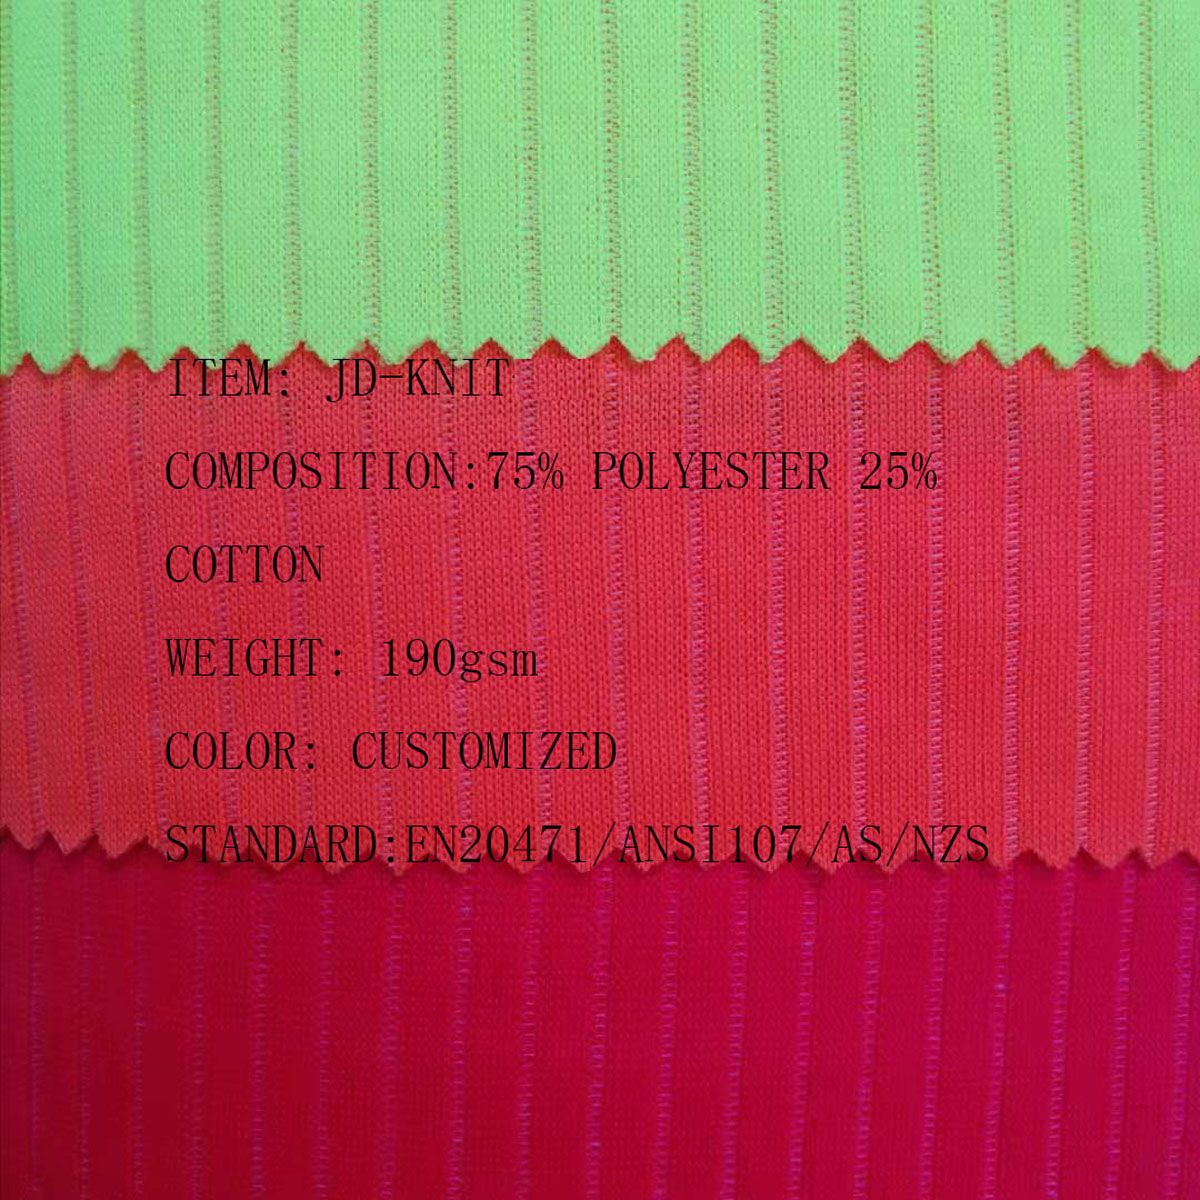 ITEM: JD-KNIT
COMPOSITION:75% POLYESTER 25%
COTTON
WEIGHT: 190gsm
COLOR: CUSTOMIZED
STANDARD:EN20471/ANSI107/AS/NZS